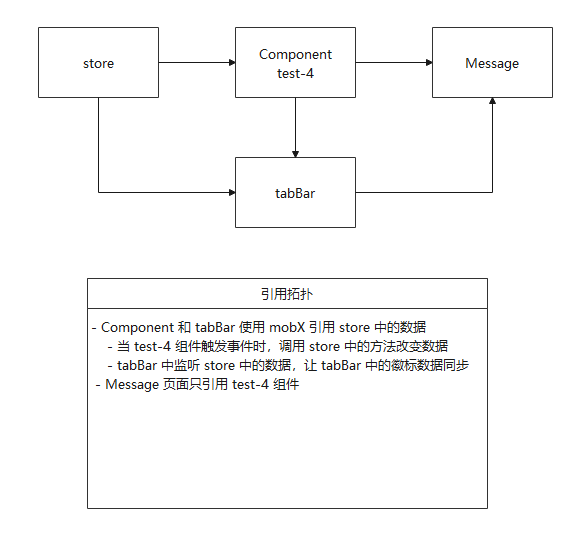 store
Component
test-4
Message
tabBar
引用拓扑
- Component 和 tabBar 使用 mobX 引用 store 中的数据
- 当 test-4 组件触发事件时，调用 store 中的方法改变数据
- tabBar 中监听 store 中的数据，让 tabBar 中的徽标数据同步
- Message 页面只引用 test-4 组件